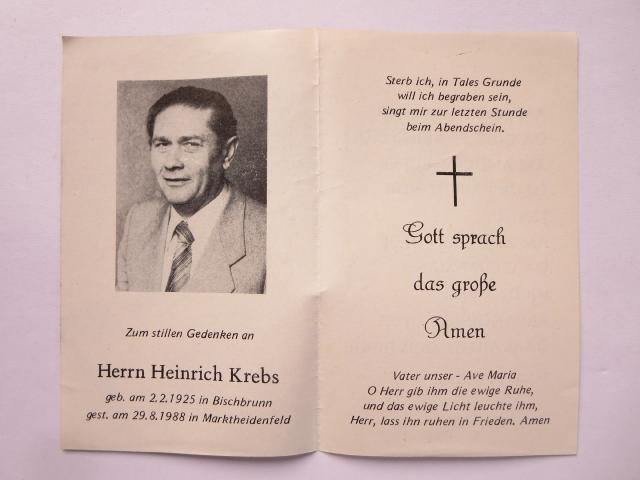 Zum stillen Gedenken an
Herrn Heinrich Krebs
geb. am 2.2.1925 in Bischbrunn
gest. am 29.8.1988 in Marktheidenfeld
Sterb ich, in Tales Grunde
will ich begraben sein,
singt mir zur letzten Stunde
beim Abendschein.
Gott sprach
das große
Amen
Vater unser - Ave Maria
O Herr gib ihm die ewige Ruhe,
und das ewige Licht leuchte ihm,
Herr, lass ihn ruhen in Frieden. Amen